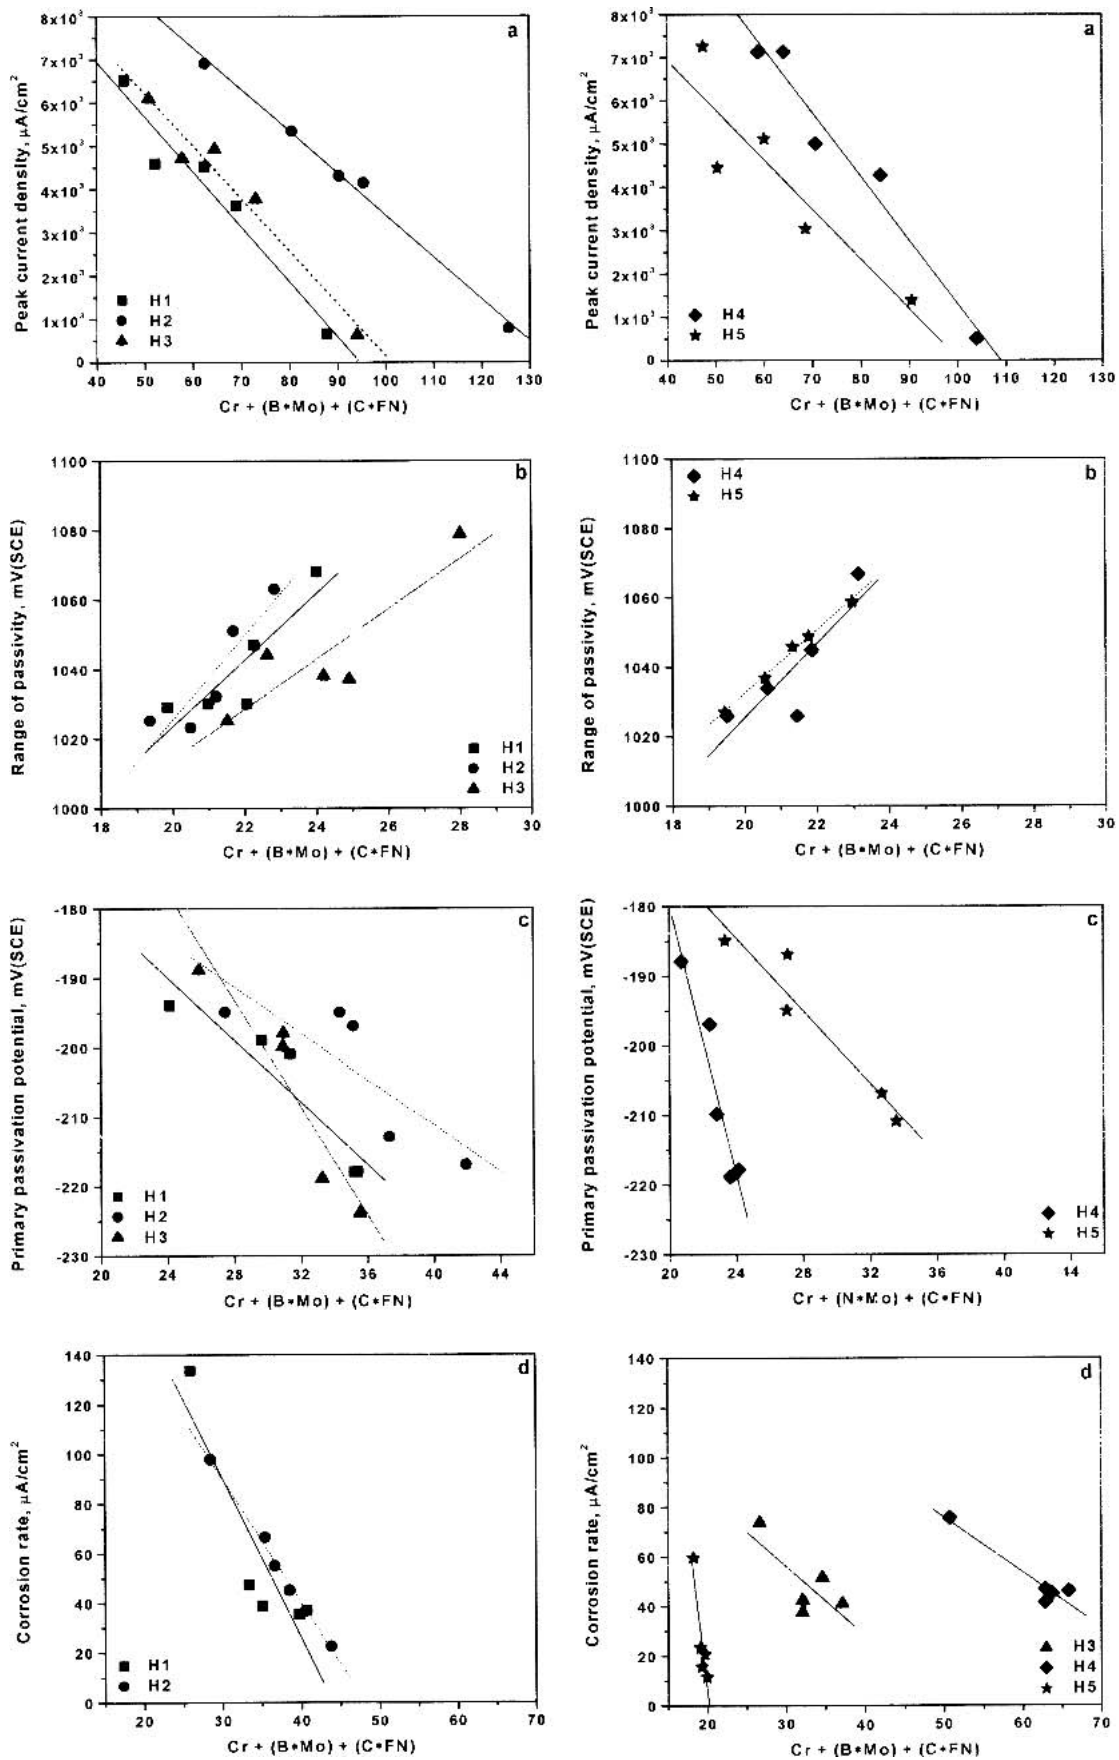 a
8x10³
7x10³
6x10³
5x10³
4x10³
3x10³
2x10³
1x10³
0
Peak current density, µA/cm²
H1
H2
H3
40 50 60 70 80 90 100 110 120 130
Cr + (B*Mo) + (C*FN)
a
8x10³
7x10³
6x10³
5x10³
4x10³
3x10³
2x10³
1x10³
0
Peak current density, µA/cm²
H4
H5
40 50 60 70 80 90 100 110 120 130
Cr + (B*Mo) + (C*FN)
b
1100
1080
1060
1040
1020
1000
Range of passivity, mV(SCE)
H1
H2
H3
18 20 22 24 26 28 30
Cr + (B*Mo) + (C*FN)
b
1100
1080
1060
1040
1020
1000
Range of passivity, mV(SCE)
H4
H5
18 20 22 24 26 28 30
Cr + (B*Mo) + (C*FN)
c
-180
-190
-200
-210
-220
-230
Primary passivation potential, mV(SCE)
H1
H2
H3
20 24 28 32 36 40 44
Cr + (B*Mo) + (C*FN)
c
-180
-190
-200
-210
-220
-230
Primary passivation potential, mV(SCE)
H4
H5
20 24 28 32 36 40 14
Cr + (N*Mo) + (C*FN)
d
140
120
100
80
60
40
20
0
Corrosion rate, µA/cm²
H1
H2
20 30 40 50 60 70
Cr + (B*Mo) + (C*FN)
d
140
120
100
80
60
40
20
0
Corrosion rate, µA/cm²
H3
H4
H5
20 30 40 50 60 70
Cr + (B*Mo) + (C*FN)